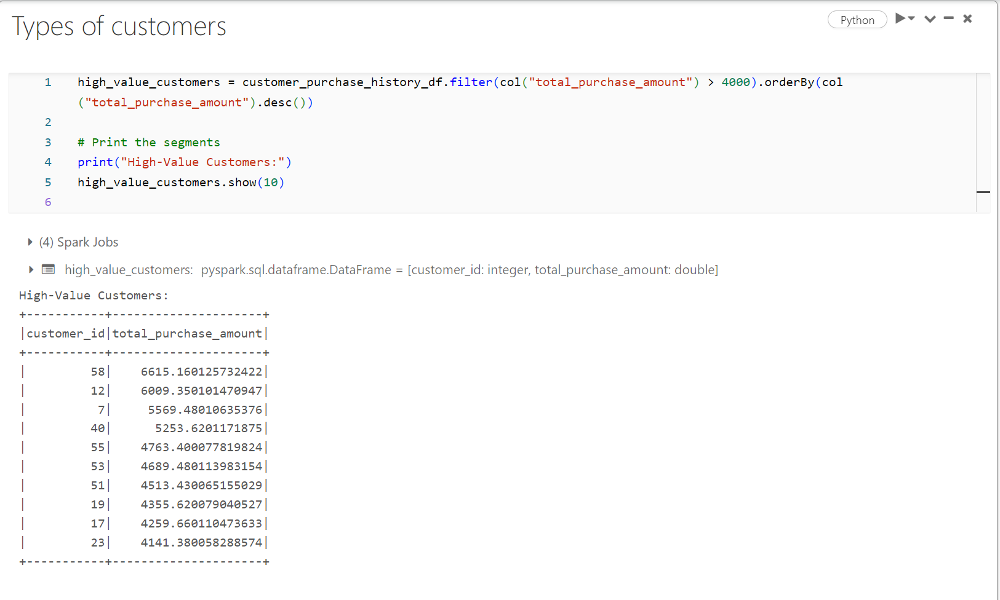 Types of customers
Python
1 high_value_customers = customer_purchase_history_df.filter(col("total_purchase_amount") > 4000).orderBy(col
("total_purchase_amount").desc())
2
3 # Print the segments
4 print("High-Value Customers:")
5 high_value_customers.show(10)
6
(4) Spark Jobs
high_value_customers: pyspark.sql.dataframe.DataFrame = [customer_id: integer, total_purchase_amount: double]
High-Value Customers:
+-----------+---------------------+
|customer_id|total_purchase_amount|
+-----------+---------------------+
|         58|    6615.160125732422|
|         12|    6009.350101470947|
|          7|     5569.48010635376|
|         40|      5253.6201171875|
|         55|    4763.400077819824|
|         53|    4689.480113983154|
|         51|    4513.430065155029|
|         19|    4355.620079040527|
|         17|    4259.660110473633|
|         23|    4141.380058288574|
+-----------+---------------------+